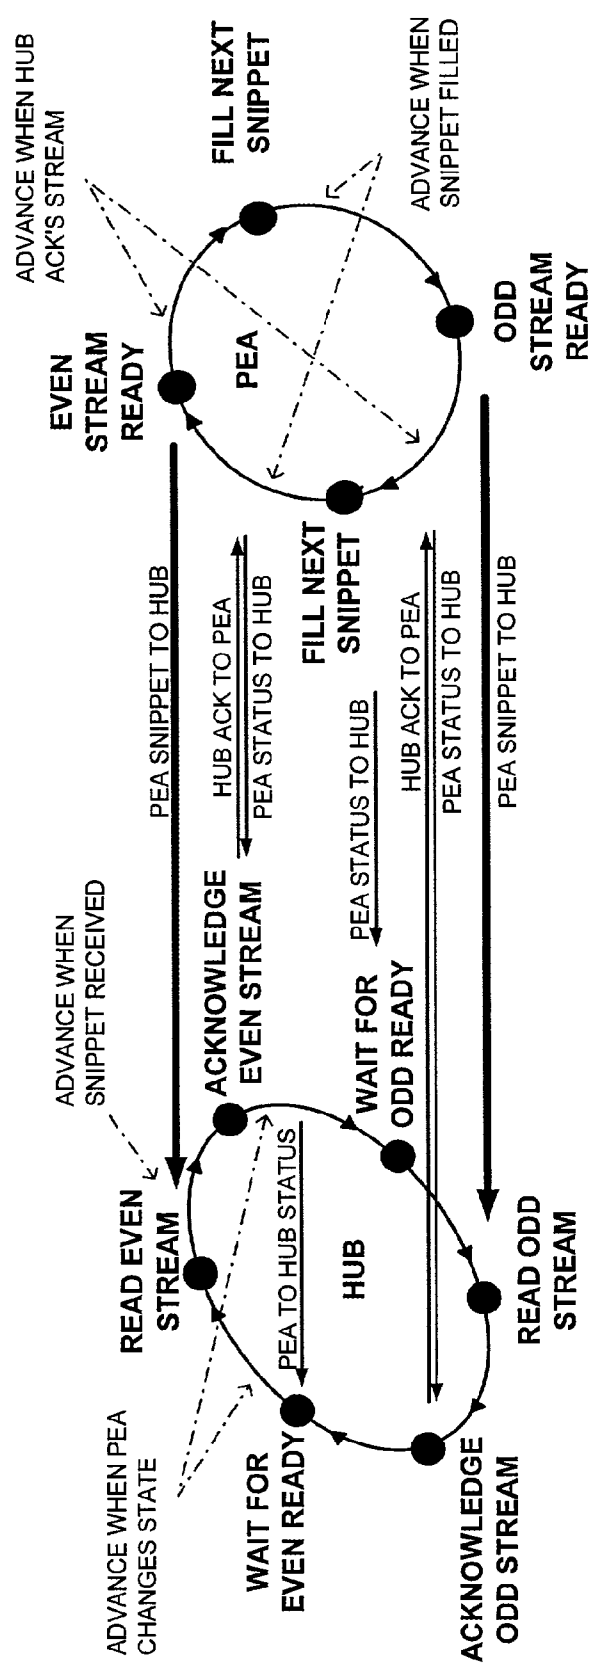 ADVANCE WHEN PEA
CHANGES STATE
ADVANCE WHEN
SNIPPET RECEIVED
ADVANCE WHEN HUB
ACK'S STREAM
READ EVEN
STREAM
PEA SNIPPET TO HUB
EVEN
STREAM
READY
WAIT FOR
EVEN READY
PEA TO HUB STATUS
HUB
ACKNOWLEDGE
EVEN STREAM
HUB ACK TO PEA
PEA STATUS TO HUB
PEA
FILL NEXT
SNIPPET
FILL NEXT
SNIPPET
WAIT FOR
ODD READY
PEA STATUS TO HUB
HUB ACK TO PEA
PEA STATUS TO HUB
ADVANCE WHEN
SNIPPET FILLED
ACKNOWLEDGE
ODD STREAM
READ ODD
STREAM
PEA SNIPPET TO HUB
ODD
STREAM
READY